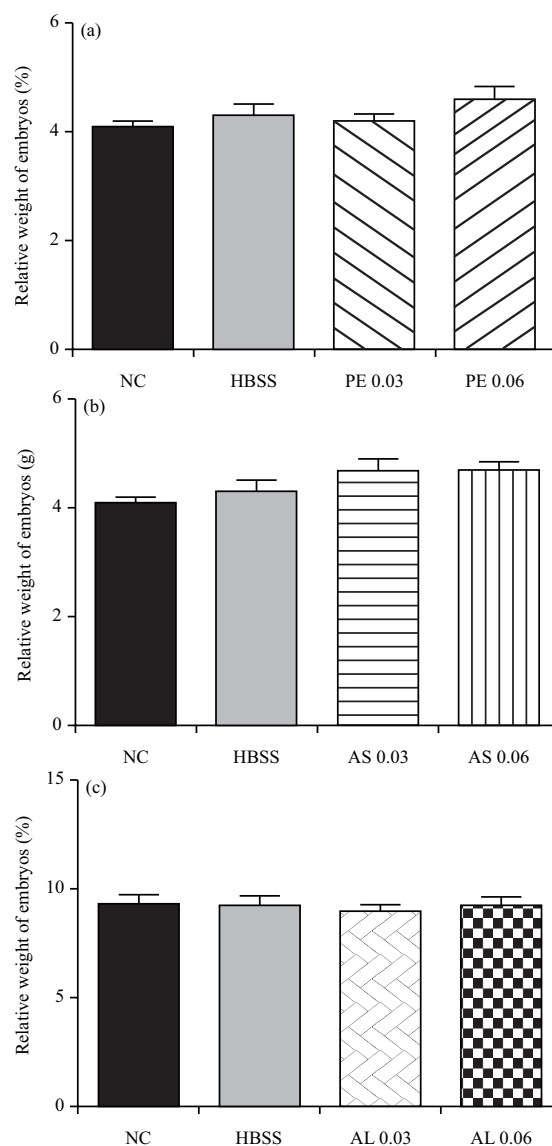 (a)
Relative weight of embryos (%)
6
4
2
0
NC HBSS PE 0.03 PE 0.06
(b)
Relative weight of embryos (g)
6
4
2
0
NC HBSS AS 0.03 AS 0.06
(c)
Relative weight of embryos (%)
15
10
5
0
NC HBSS AL 0.03 AL 0.06